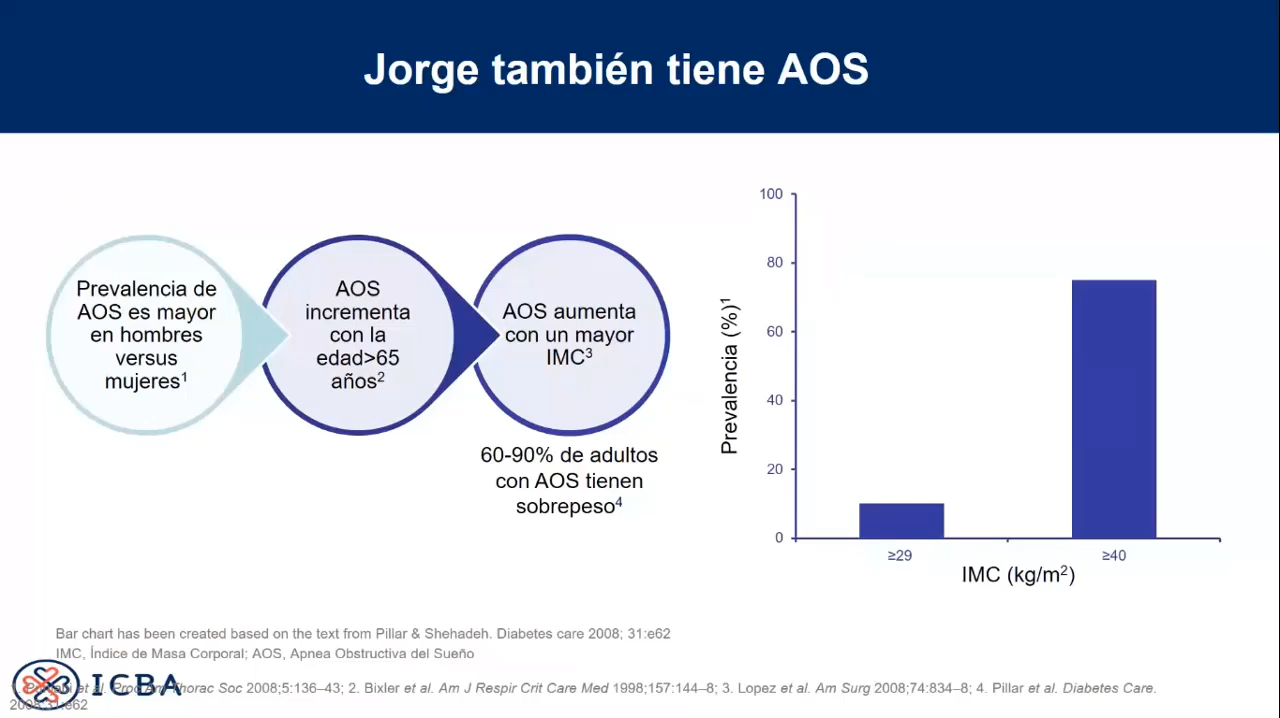 Jorge también tiene AOS
Prevalencia de
AOS es mayor
en hombres
versus
mujeres¹
AOS
incrementa
con la
edad>65
años²
AOS aumenta
con un mayor
IMC³
60-90% de adultos
con AOS tienen
sobrepeso⁴
Prevalencia (%)¹
100
80
60
40
20
0
≥29
≥40
IMC (kg/m²)
Bar chart has been created based on the text from Pillar & Shehadeh. Diabetes care 2008; 31:e62
IMC, Índice de Masa Corporal; AOS, Apnea Obstructiva del Sueño
ICBA
et al. Proc Am Thorac Soc 2008;5:136–43; 2. Bixler et al. Am J Respir Crit Care Med 1998;157:144–8; 3. Lopez et al. Am Surg 2008;74:834–8; 4. Pillar et al. Diabetes Care.
2008;31:e62